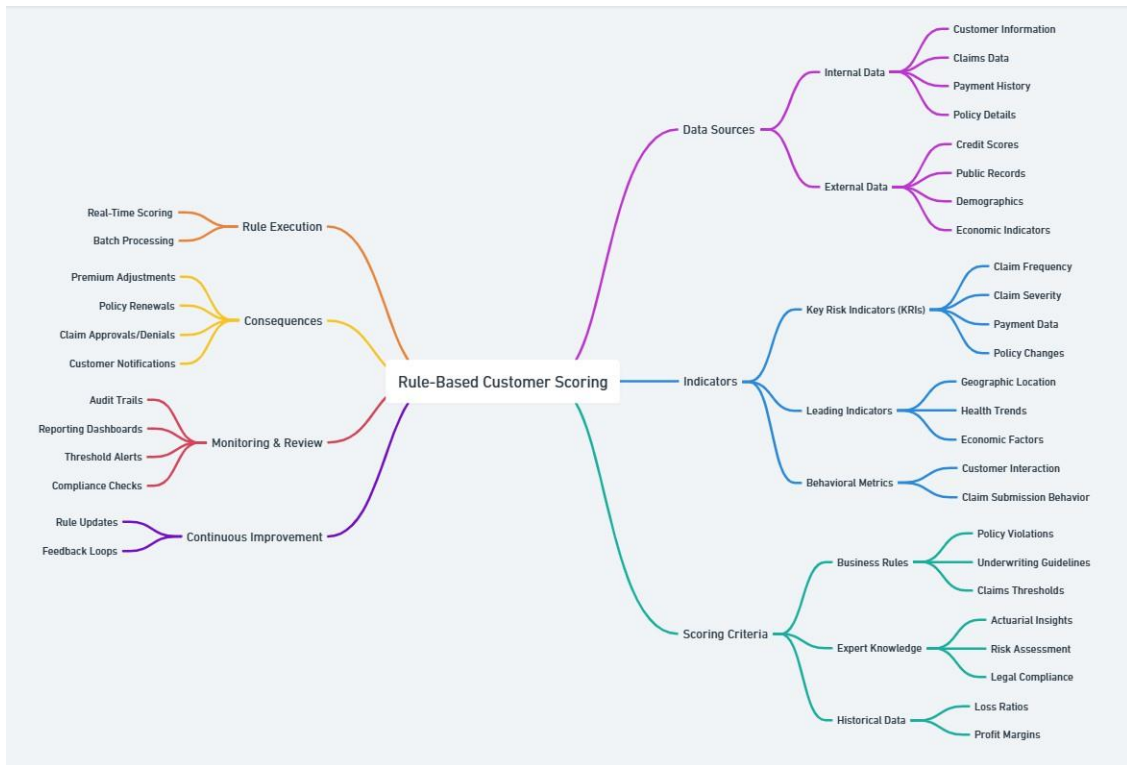 Rule-Based Customer Scoring
Data Sources
Internal Data
Customer Information
Claims Data
Payment History
Policy Details
External Data
Credit Scores
Public Records
Demographics
Economic Indicators
Indicators
Key Risk Indicators (KRIs)
Claim Frequency
Claim Severity
Payment Data
Policy Changes
Leading Indicators
Geographic Location
Health Trends
Economic Factors
Behavioral Metrics
Customer Interaction
Claim Submission Behavior
Scoring Criteria
Business Rules
Policy Violations
Underwriting Guidelines
Claims Thresholds
Expert Knowledge
Actuarial Insights
Risk Assessment
Legal Compliance
Historical Data
Loss Ratios
Profit Margins
Rule Execution
Real-Time Scoring
Batch Processing
Consequences
Premium Adjustments
Policy Renewals
Claim Approvals/Denials
Customer Notifications
Monitoring & Review
Audit Trails
Reporting Dashboards
Threshold Alerts
Compliance Checks
Continuous Improvement
Rule Updates
Feedback Loops